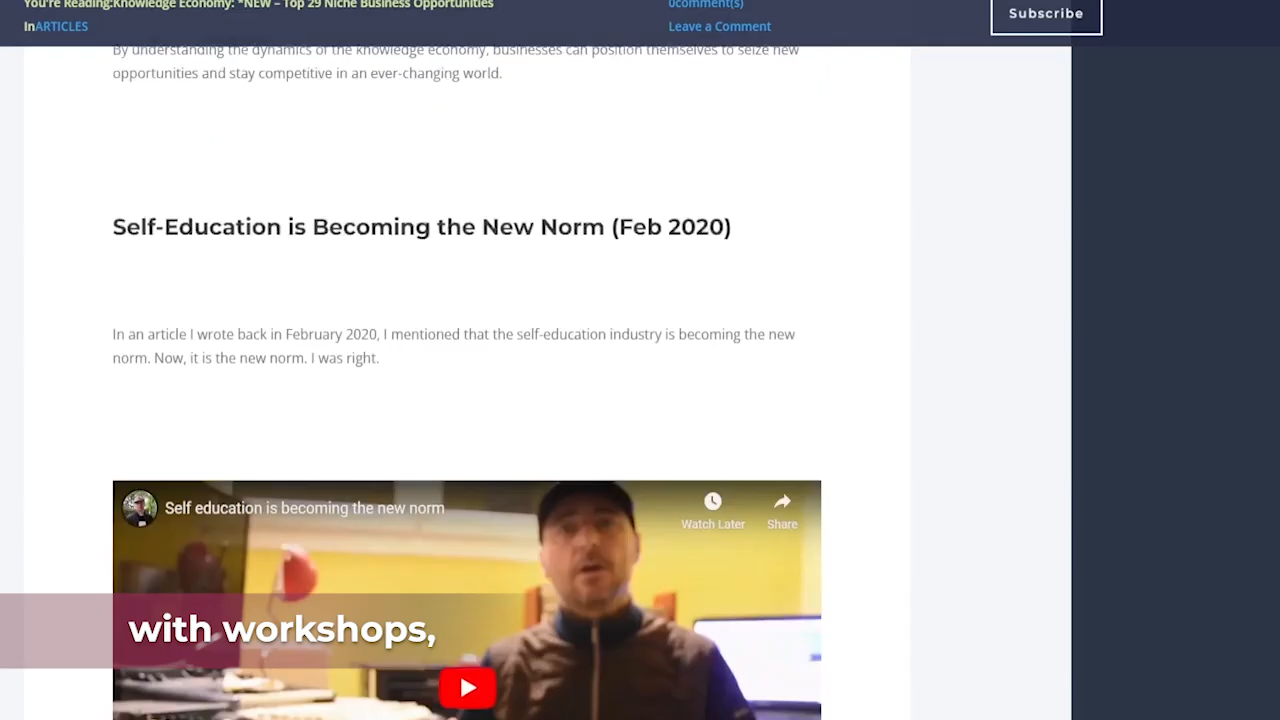 You're Reading:Knowledge Economy: *NEW – Top 29 Niche Business Opportunities
InARTICLES
0comment(s)
Leave a Comment
Subscribe
By understanding the dynamics of the knowledge economy, businesses can position themselves to seize new
opportunities and stay competitive in an ever-changing world.
Self-Education is Becoming the New Norm (Feb 2020)
In an article I wrote back in February 2020, I mentioned that the self-education industry is becoming the new
norm. Now, it is the new norm. I was right.
Self education is becoming the new norm
Watch Later
Share
with workshops,